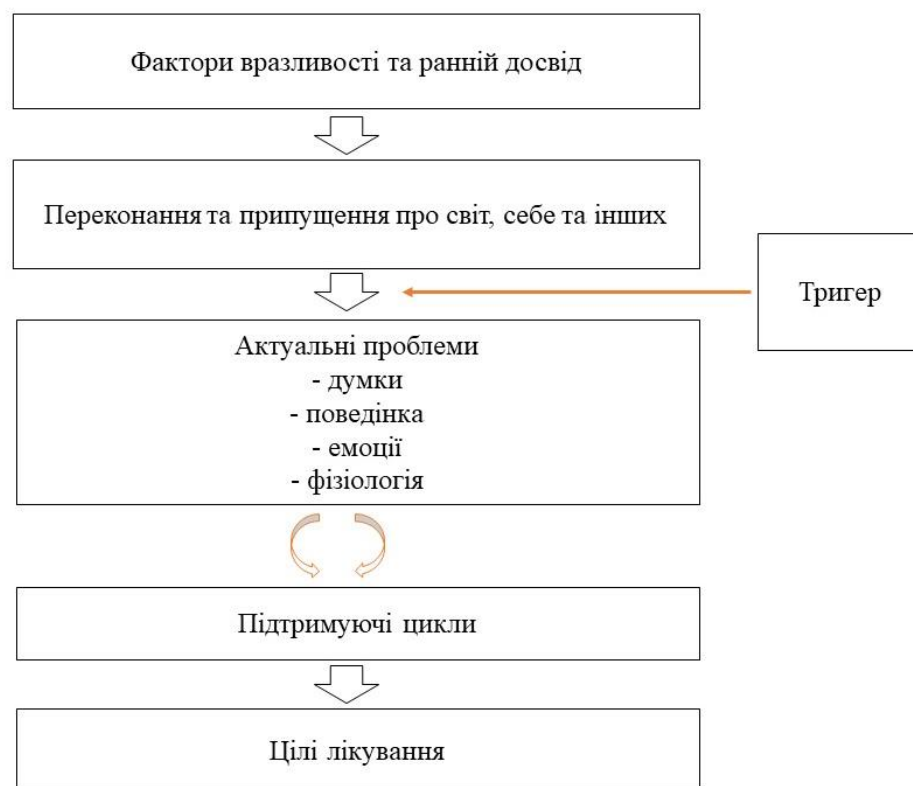 Фактори вразливості та ранній досвід
Переконання та припущення про світ, себе та інших
Тригер
Актуальні проблеми
- думки
- поведінка
- емоції
- фізіологія
Підтримуючі цикли
Цілі лікування